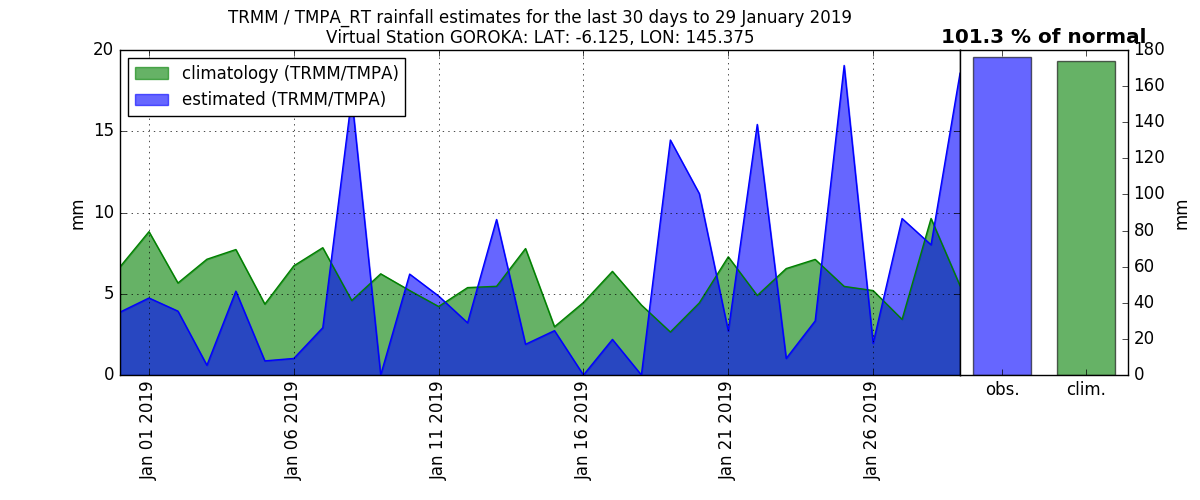 TRMM / TMPA_RT rainfall estimates for the last 30 days to 29 January 2019
Virtual Station GOROKA: LAT: -6.125, LON: 145.375
101.3 % of normal
climatology (TRMM/TMPA)
estimated (TRMM/TMPA)
20
15
10
5
0
mm
Jan 01 2019
Jan 06 2019
Jan 11 2019
Jan 16 2019
Jan 21 2019
Jan 26 2019
obs.
clim.
180
160
140
120
100
80
60
40
20
0
mm